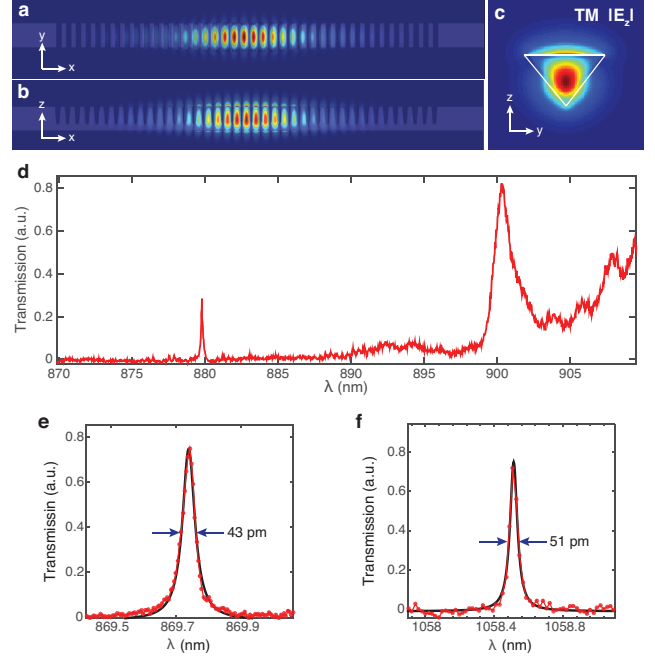 a
y
x
b
z
x
c
TM |E_z|
z
y
d
Transmission (a.u.)
0.8
0.6
0.4
0.2
0
870
875
880
885
890
895
900
905
λ (nm)
e
Transmissin (a.u.)
0.8
0.6
0.4
0.2
0
43 pm
869.5
869.7
869.9
λ (nm)
f
Transmission (a.u.)
0.8
0.6
0.4
0.2
0
51 pm
1058
1058.4
1058.8
λ (nm)